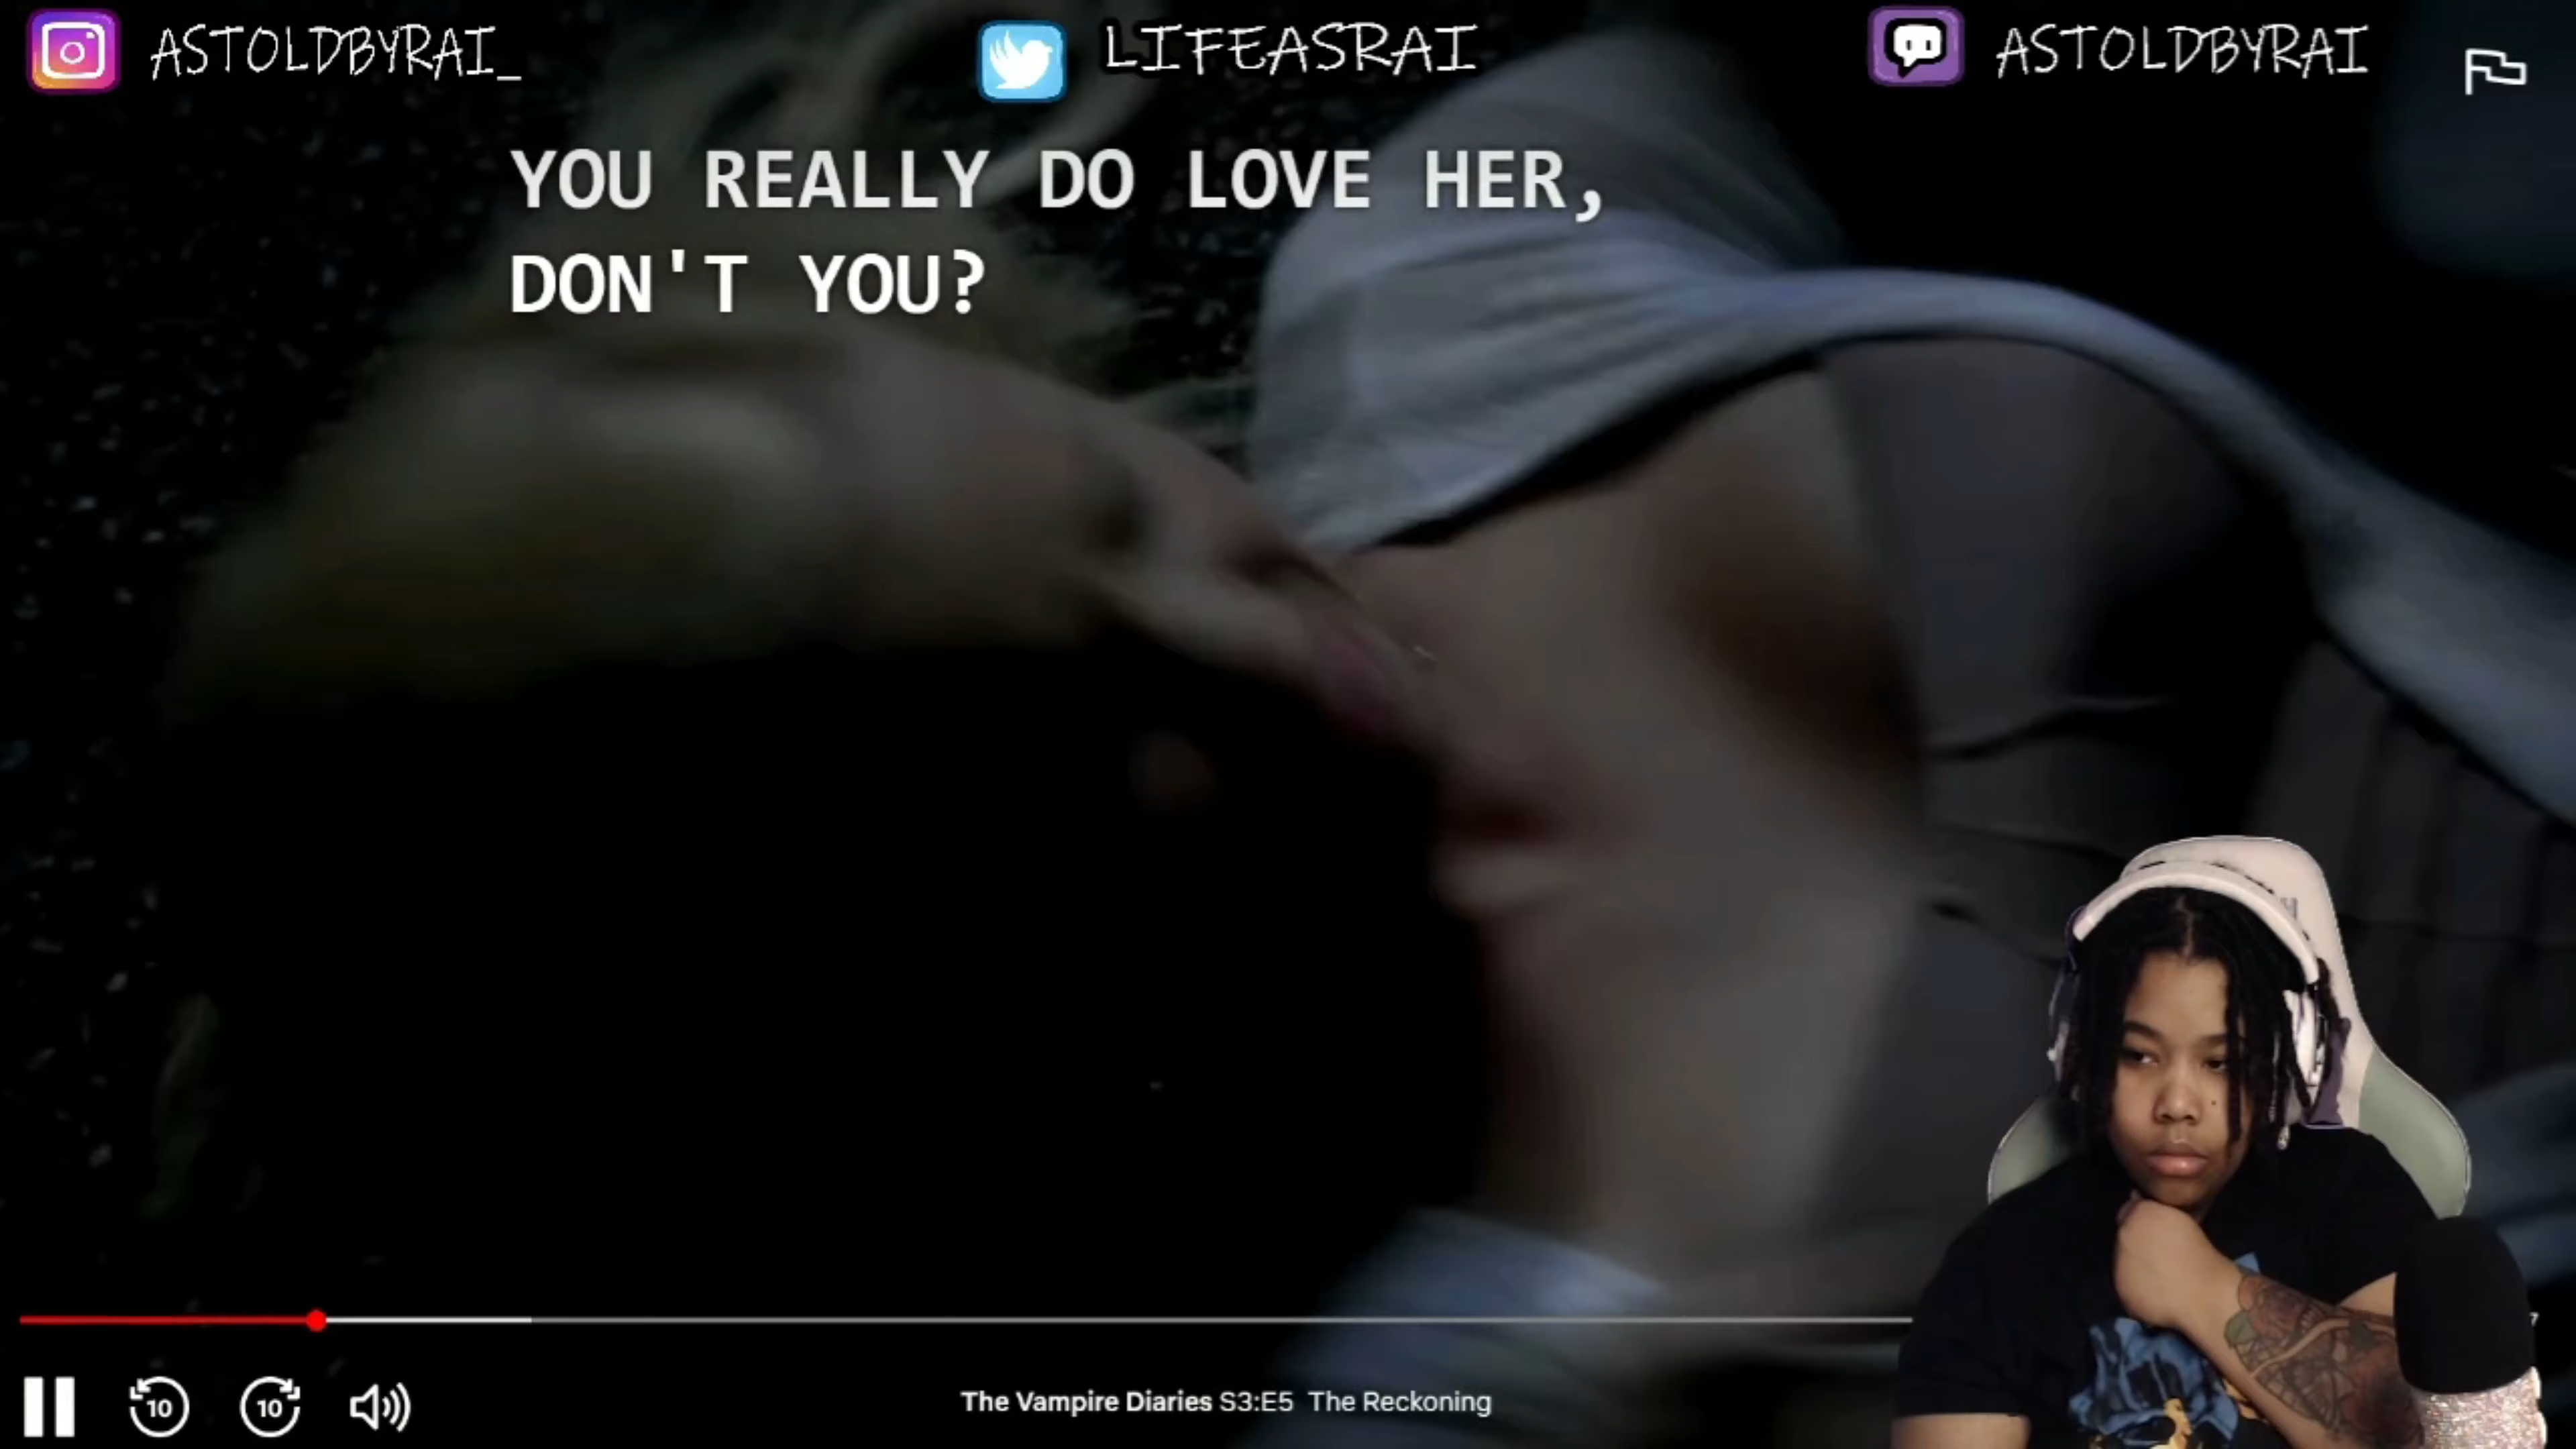 ASTOLDBYRAI_
LIFEASRAI
ASTOLDBYRAI
YOU REALLY DO LOVE HER,
DON'T YOU?
10
10
The Vampire Diaries S3:E5 The Reckoning